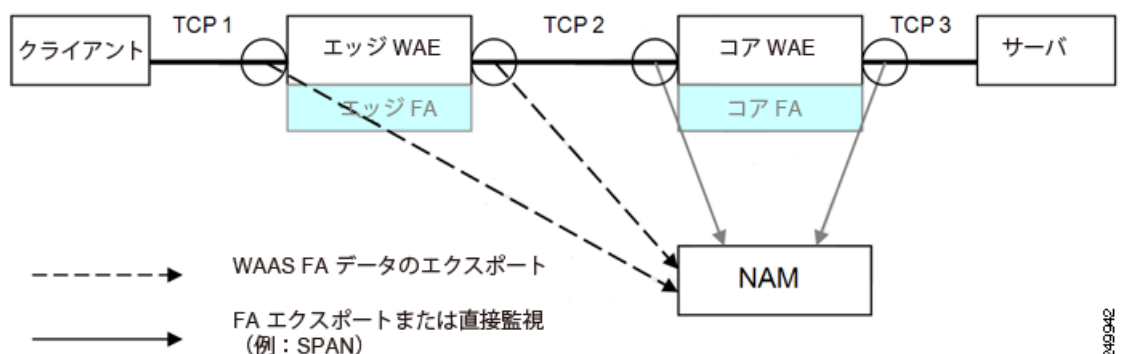 クライアント
TCP 1
エッジ WAE
エッジ FA
TCP 2
コア WAE
コア FA
TCP 3
サーバ
NAM
WAAS FA データのエクスポート
FA エクスポートまたは直接監視
（例：SPAN）
249942